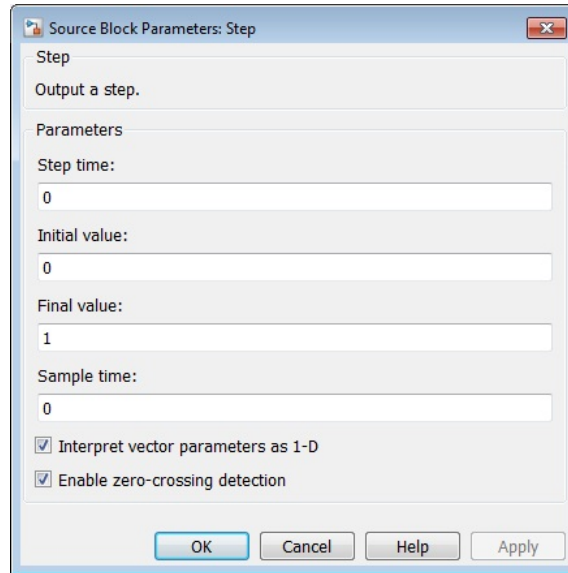 Source Block Parameters: Step
Step
Output a step.
Parameters
Step time:
0
Initial value:
0
Final value:
1
Sample time:
0
Interpret vector parameters as 1-D
Enable zero-crossing detection
OK Cancel Help Apply